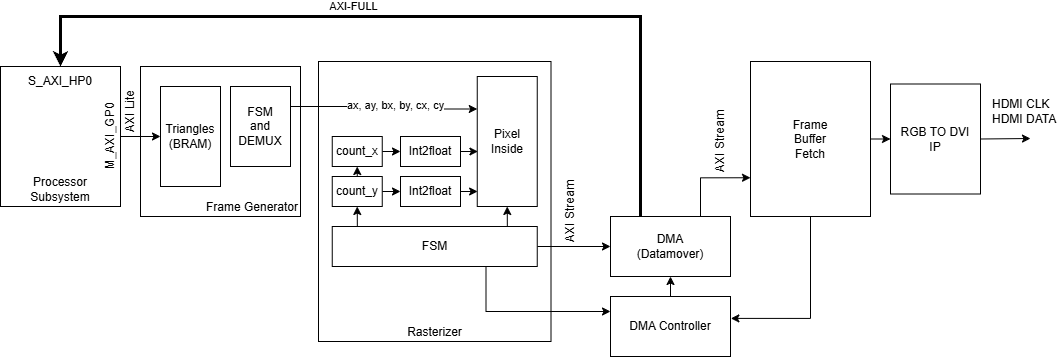 AXI-FULL
S_AXI_HP0
M_AXI_GP0
Processor
Subsystem
AXI Lite
Triangles
(BRAM)
FSM
and
DEMUX
Frame Generator
ax, ay, bx, by, cx, cy
count_x
Int2float
count_y
Int2float
Pixel
Inside
FSM
Rasterizer
AXI Stream
DMA
(Datamover)
DMA Controller
AXI Stream
Frame
Buffer
Fetch
RGB TO DVI
IP
HDMI CLK
HDMI DATA